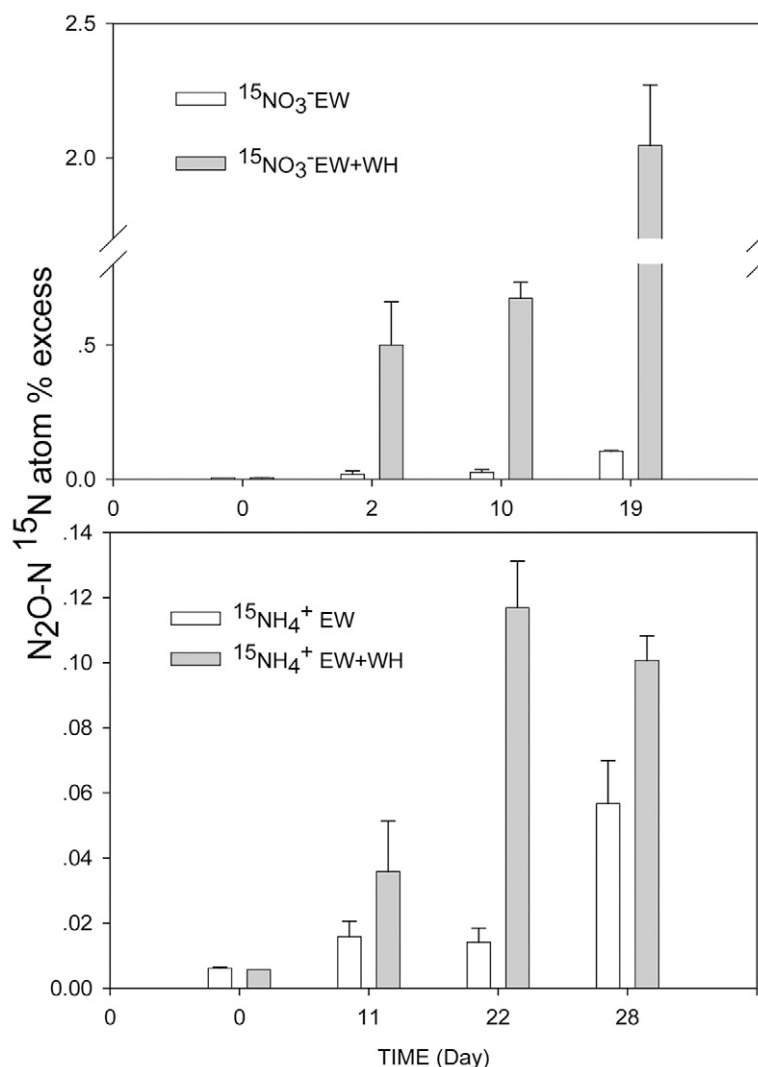 2.5
¹⁵NO₃⁻EW
¹⁵NO₃⁻EW+WH
2.0
.5
0.0
0 0 2 10 19
N₂O-N ¹⁵N atom % excess
.14
¹⁵NH₄⁺ EW
.12
¹⁵NH₄⁺ EW+WH
.10
.08
.06
.04
.02
0.00
0 0 11 22 28
TIME (Day)